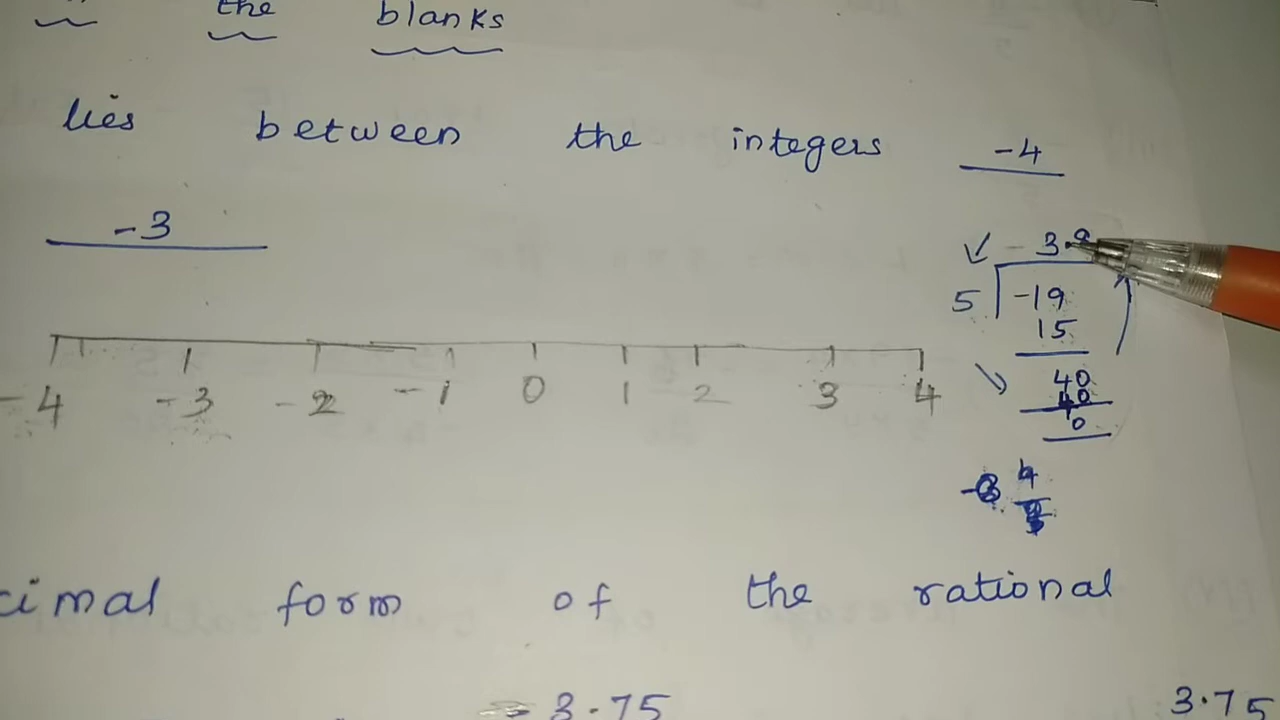 the blanks
lies between the integers -4
-3
- 3.
5 -19
15
40
40
0
-4 -3 -2 -1 0 1 2 3 4
4
cimal form of the rational
3.75 3.75